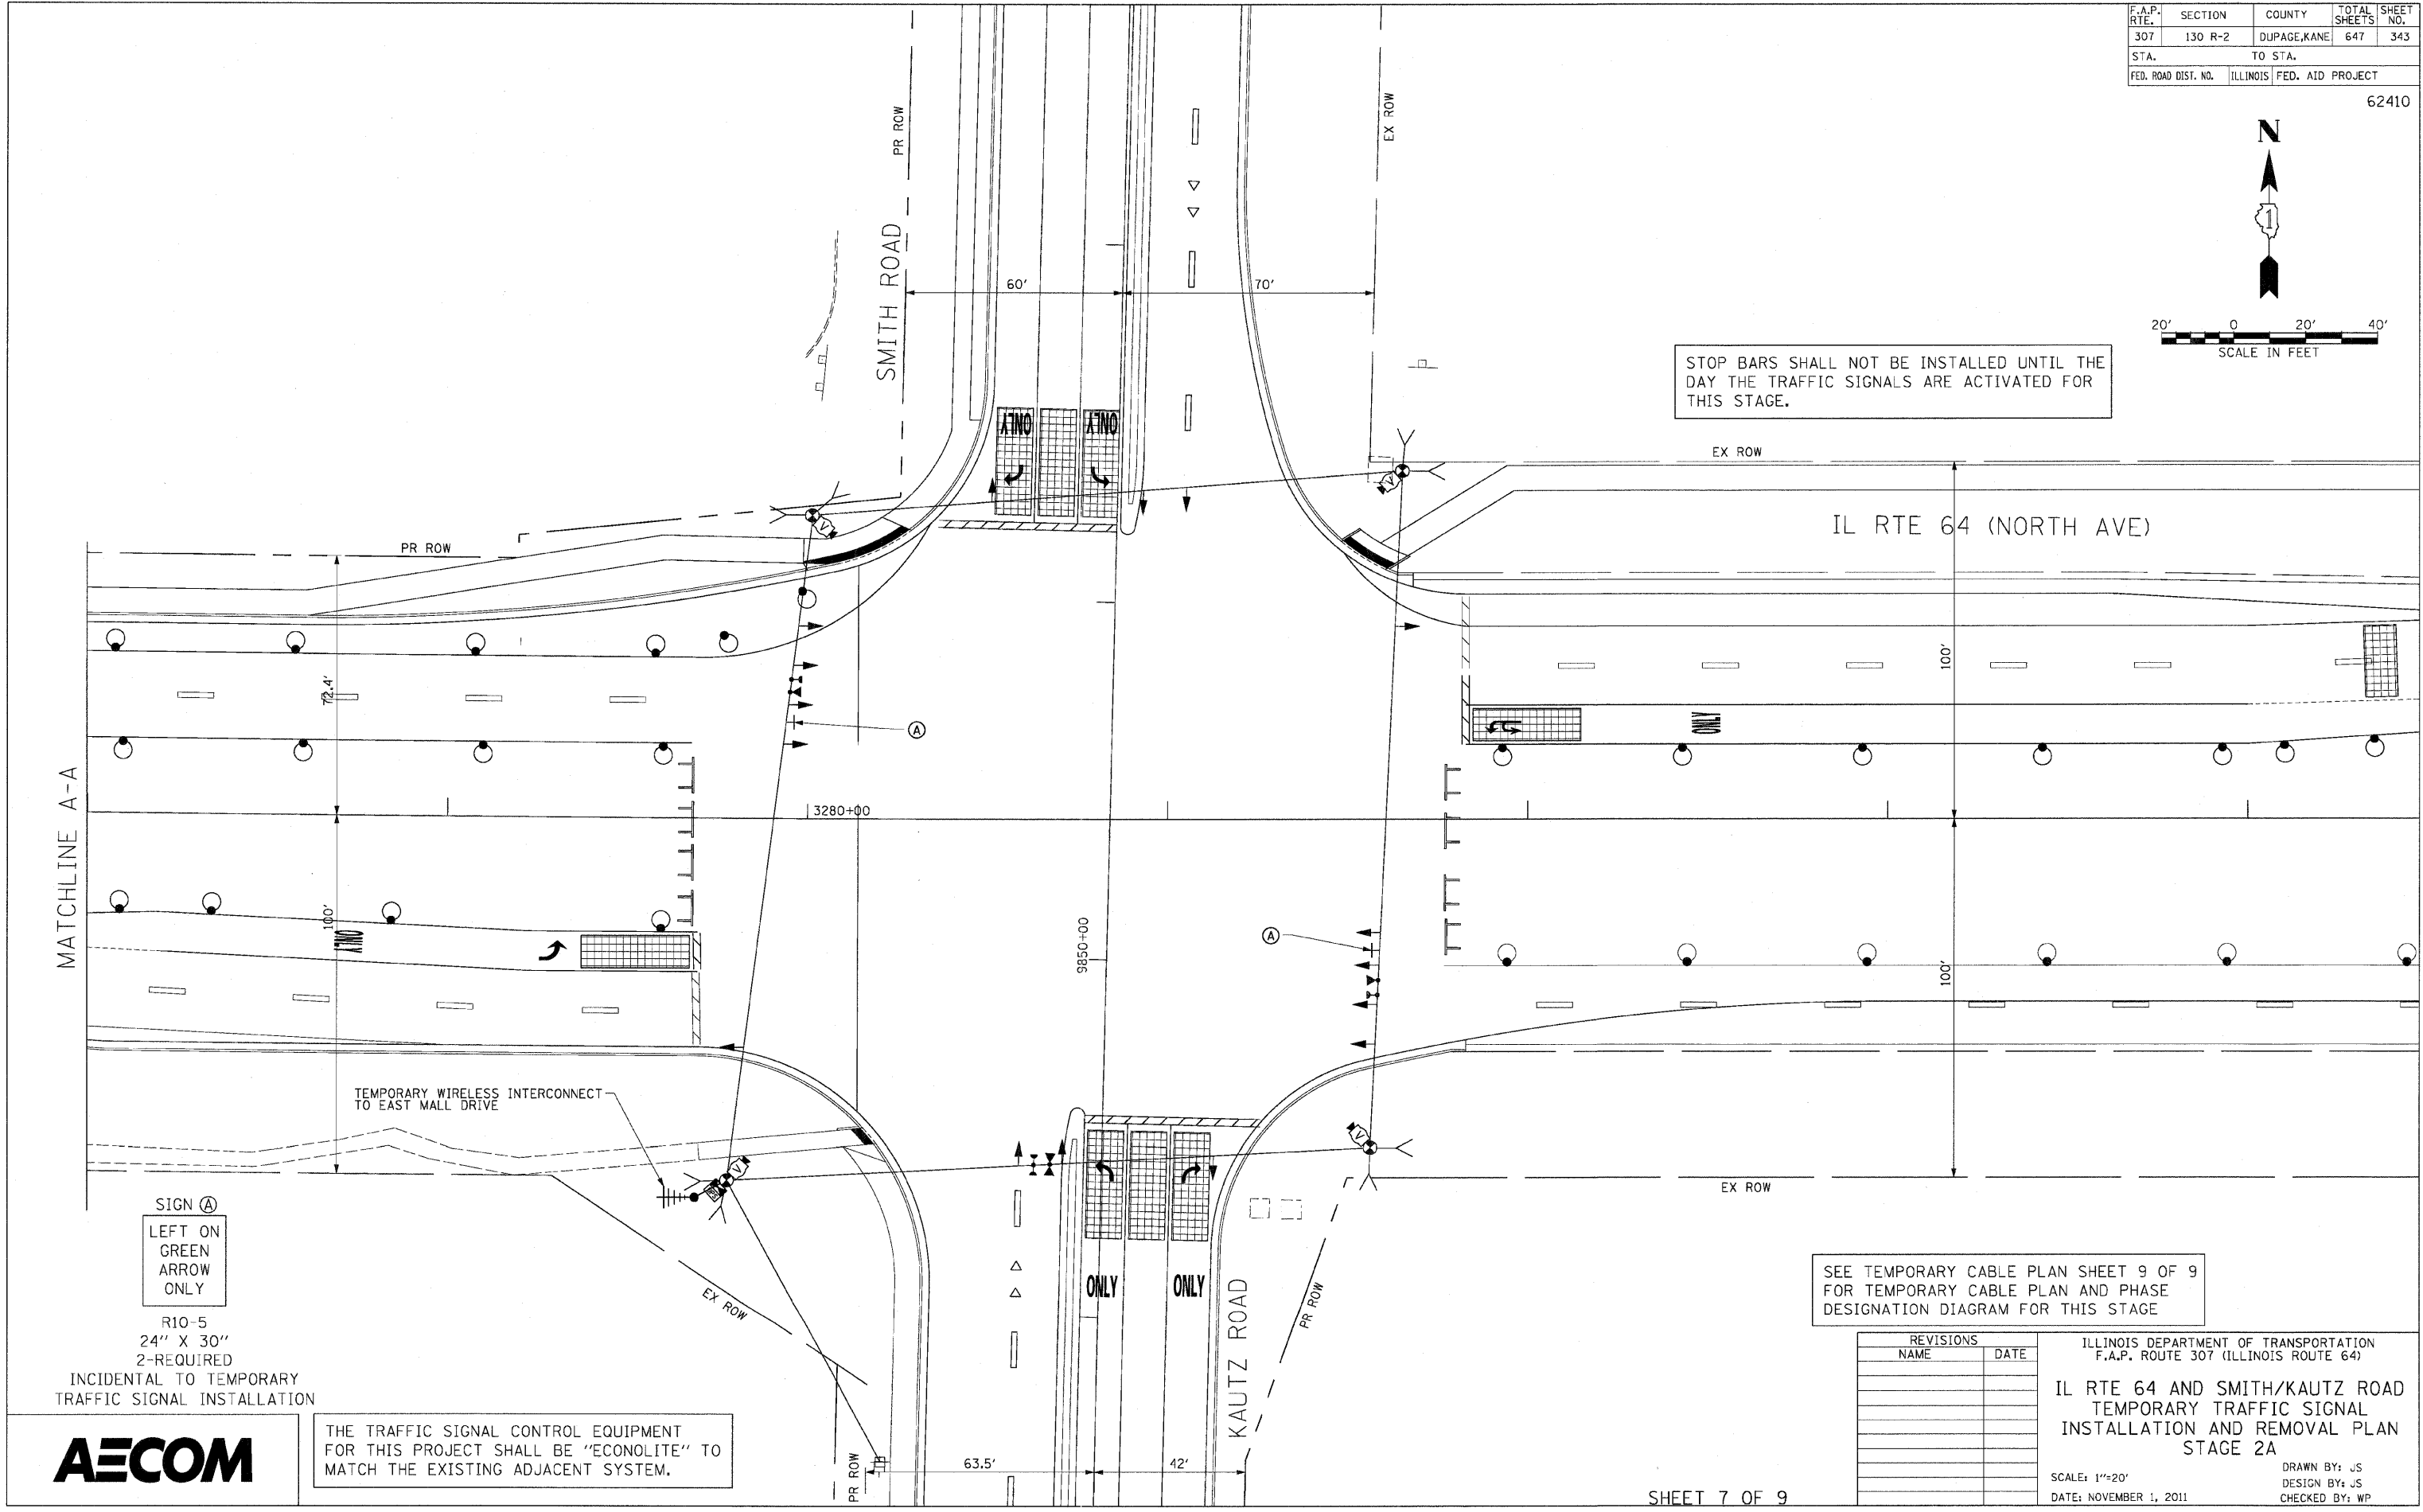 F.A.P. RTE. SECTION COUNTY TOTAL SHEETS SHEET NO.
307 130 R-2 DUPAGE,KANE 647 343
STA. TO STA.
FED. ROAD DIST. NO. ILLINOIS FED. AID PROJECT
62410
N
1
20' 0 20' 40'
SCALE IN FEET
STOP BARS SHALL NOT BE INSTALLED UNTIL THE
DAY THE TRAFFIC SIGNALS ARE ACTIVATED FOR
THIS STAGE.
PR ROW
EX ROW
SMITH ROAD
60'
70'
ONLY
ONLY
EX ROW
IL RTE 64 (NORTH AVE)
PR ROW
V
V
72.4'
100'
A
ONLY
MATCHLINE A-A
3280+00
100'
ONLY
9850+00
A
100'
TEMPORARY WIRELESS INTERCONNECT
TO EAST MALL DRIVE
V
V
EX ROW
SIGN A
LEFT ON
GREEN
ARROW
ONLY
R10-5
24" X 30"
2-REQUIRED
INCIDENTAL TO TEMPORARY
TRAFFIC SIGNAL INSTALLATION
EX ROW
ONLY
ONLY
KAUTZ ROAD
PR ROW
SEE TEMPORARY CABLE PLAN SHEET 9 OF 9
FOR TEMPORARY CABLE PLAN AND PHASE
DESIGNATION DIAGRAM FOR THIS STAGE
AECOM
THE TRAFFIC SIGNAL CONTROL EQUIPMENT
FOR THIS PROJECT SHALL BE "ECONOLITE" TO
MATCH THE EXISTING ADJACENT SYSTEM.
PR ROW
63.5'
42'
SHEET 7 OF 9
REVISIONS
NAME DATE
ILLINOIS DEPARTMENT OF TRANSPORTATION
F.A.P. ROUTE 307 (ILLINOIS ROUTE 64)
IL RTE 64 AND SMITH/KAUTZ ROAD
TEMPORARY TRAFFIC SIGNAL
INSTALLATION AND REMOVAL PLAN
STAGE 2A
SCALE: 1"=20'
DATE: NOVEMBER 1, 2011
DRAWN BY: JS
DESIGN BY: JS
CHECKED BY: WP